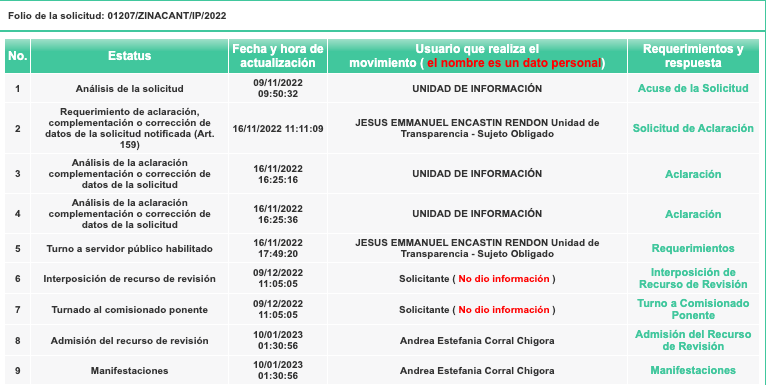 Folio de la solicitud: 01207/ZINACANT/IP/2022
No. Estatus Fecha y hora de actualización Usuario que realiza el movimiento ( el nombre es un dato personal) Requerimientos y respuesta
1 Análisis de la solicitud 09/11/2022 09:50:32 UNIDAD DE INFORMACIÓN Acuse de la Solicitud
2 Requerimiento de aclaración, complementación o corrección de datos de la solicitud notificada (Art. 159) 16/11/2022 11:11:09 JESUS EMMANUEL ENCASTIN RENDON Unidad de Transparencia - Sujeto Obligado Solicitud de Aclaración
3 Análisis de la aclaración complementación o corrección de datos de la solicitud 16/11/2022 16:25:16 UNIDAD DE INFORMACIÓN Aclaración
4 Análisis de la aclaración complementación o corrección de datos de la solicitud 16/11/2022 16:25:36 UNIDAD DE INFORMACIÓN Aclaración
5 Turno a servidor público habilitado 16/11/2022 17:49:20 JESUS EMMANUEL ENCASTIN RENDON Unidad de Transparencia - Sujeto Obligado Requerimientos
6 Interposición de recurso de revisión 09/12/2022 11:05:05 Solicitante ( No dio información ) Interposición de Recurso de Revisión
7 Turnado al comisionado ponente 09/12/2022 11:05:05 Solicitante ( No dio información ) Turno a Comisionado Ponente
8 Admisión del recurso de revisión 10/01/2023 01:30:56 Andrea Estefania Corral Chigora Admisión del Recurso de Revisión
9 Manifestaciones 10/01/2023 01:30:56 Andrea Estefania Corral Chigora Manifestaciones